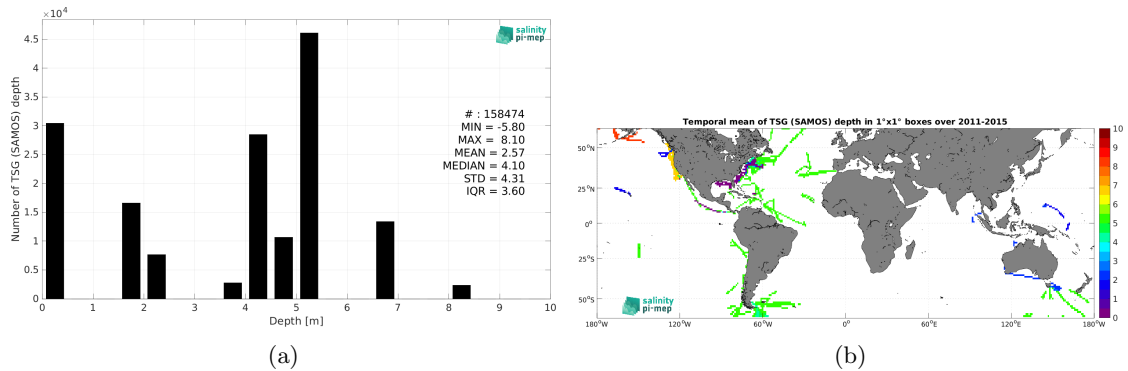 ×10⁴
4.5
4
3.5
3
2.5
2
1.5
1
0.5
0
Number of TSG (SAMOS) depth
salinity
pi-mep
# : 158474
MIN = -5.80
MAX = 8.10
MEAN = 2.57
MEDIAN = 4.10
STD = 4.31
IQR = 3.60
0 1 2 3 4 5 6 7 8 9 10
Depth [m]
(a)
Temporal mean of TSG (SAMOS) depth in 1°x1° boxes over 2011-2015
50°N
25°N
0°
25°S
50°S
180°W 120°W 60°W 0° 60°E 120°E 180°E
salinity
pi-mep
10
9
8
7
6
5
4
3
2
1
0
(b)